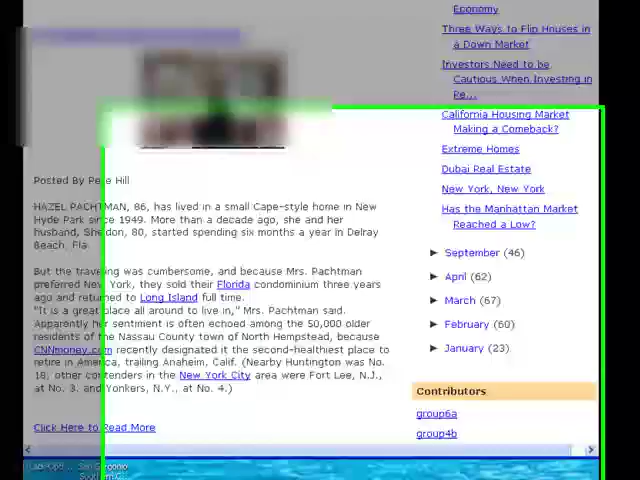 Economy
Three Ways to Flip Houses in
a Down Market
Investors Need to be
Cautious When Investing in
Pe...
California Housing Market
Making a Comeback?
Extreme Homes
Dubai Real Estate
New York, New York
Has the Manhattan Market
Reached a Low?
► September (46)
► April (62)
► March (67)
► February (60)
► January (23)
Contributors
group6a
group4b
Posted By Pete Hill
HAZEL PACHTMAN, 86, has lived in a small Cape-style home in New
Hyde Park since 1949. More than a decade ago, she and her
husband, Sheldon, 80, started spending six months a year in Delray
Beach, Fla.
But the traveling was cumbersome, and because Mrs. Pachtman
preferred New York, they sold their Florida condominium three years
ago and returned to Long Island full time.
"It is a great place all around to live in," Mrs. Pachtman said.
Apparently her sentiment is often echoed among the 50,000 older
residents of the Nassau County town of North Hempstead, because
CNNmoney.com recently designated it the second-healthiest place to
retire in America, trailing Anaheim, Calif. (Nearby Huntington was No.
18; other contenders in the New York City area were Fort Lee, N.J.,
at No. 3, and Yonkers, N.Y., at No. 4.)
Click Here to Read More